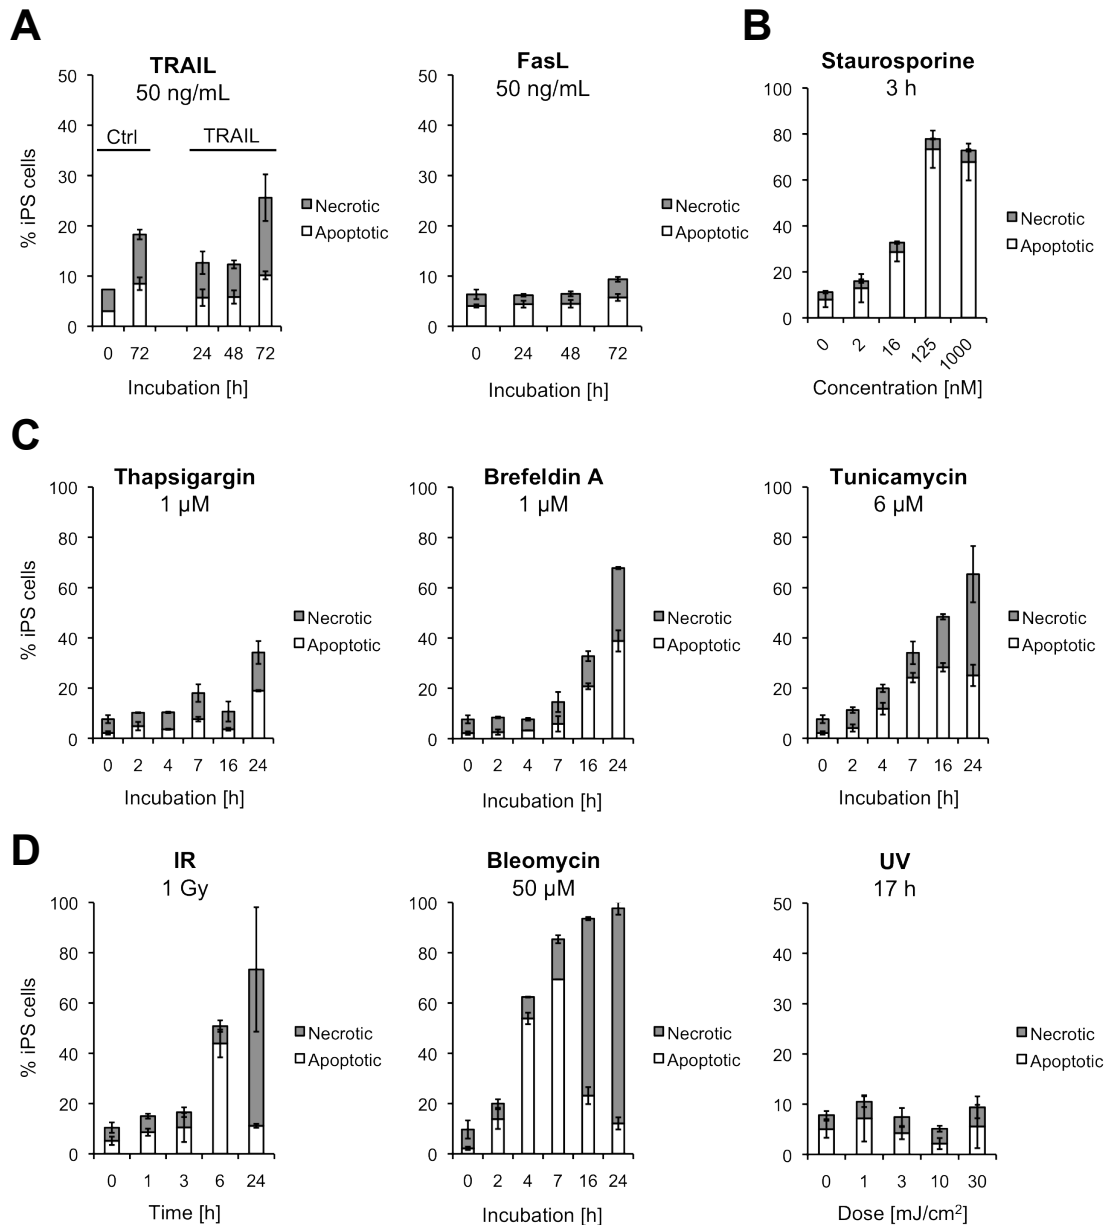 A
TRAIL
50 ng/mL
50
40
30
20
10
0
% iPS cells
Ctrl
TRAIL
Necrotic
Apoptotic
0 72 24 48 72
Incubation [h]
FasL
50 ng/mL
50
40
30
20
10
0
Necrotic
Apoptotic
0 24 48 72
Incubation [h]
B
Staurosporine
3 h
100
80
60
40
20
0
Necrotic
Apoptotic
0 2 16 125 1000
Concentration [nM]
C
Thapsigargin
1 µM
100
80
60
40
20
0
% iPS cells
Necrotic
Apoptotic
0 2 4 7 16 24
Incubation [h]
Brefeldin A
1 µM
100
80
60
40
20
0
Necrotic
Apoptotic
0 2 4 7 16 24
Incubation [h]
Tunicamycin
6 µM
100
80
60
40
20
0
Necrotic
Apoptotic
0 2 4 7 16 24
Incubation [h]
D
IR
1 Gy
100
80
60
40
20
0
% iPS cells
Necrotic
Apoptotic
0 1 3 6 24
Time [h]
Bleomycin
50 µM
100
80
60
40
20
0
Necrotic
Apoptotic
0 2 4 7 16 24
Incubation [h]
UV
17 h
50
40
30
20
10
0
Necrotic
Apoptotic
0 1 3 10 30
Dose [mJ/cm²]